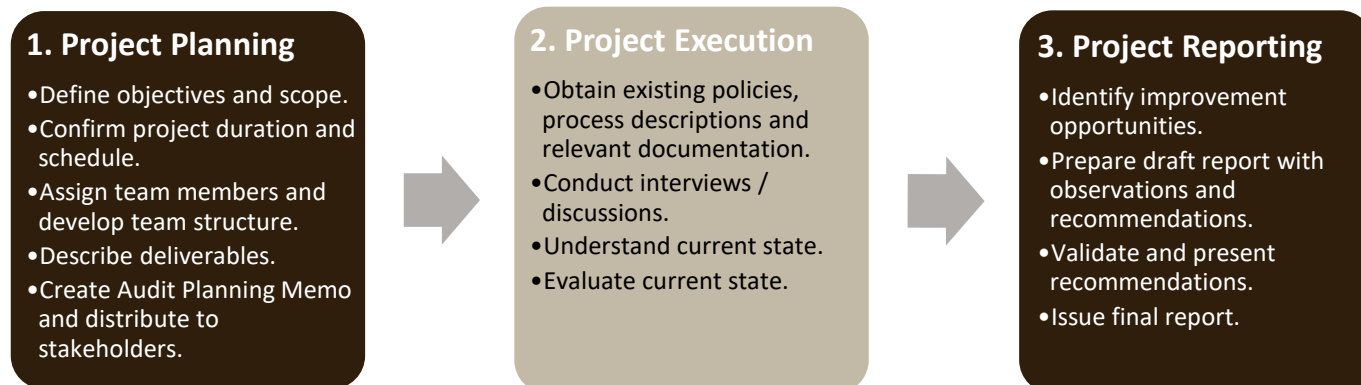 1. Project Planning
•Define objectives and scope.
•Confirm project duration and
schedule.
•Assign team members and
develop team structure.
•Describe deliverables.
•Create Audit Planning Memo
and distribute to
stakeholders.
2. Project Execution
•Obtain existing policies,
process descriptions and
relevant documentation.
•Conduct interviews /
discussions.
•Understand current state.
•Evaluate current state.
3. Project Reporting
•Identify improvement
opportunities.
•Prepare draft report with
observations and
recommendations.
•Validate and present
recommendations.
•Issue final report.